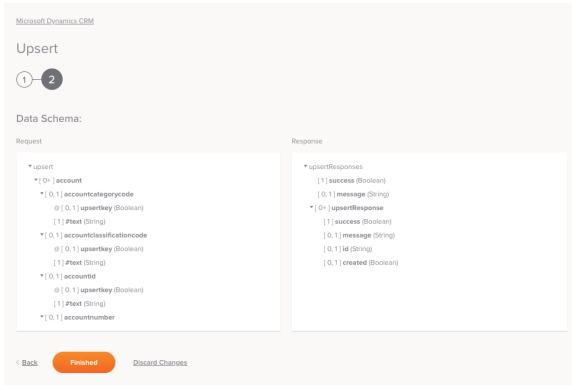 Microsoft Dynamics CRM
Upsert
1 2
Data Schema:
Request
upsert
[ 0+ ] account
[ 0, 1 ] accountcategorycode
@ [ 0, 1 ] upsertkey (Boolean)
[ 1 ] #text (String)
[ 0, 1 ] accountclassificationcode
@ [ 0, 1 ] upsertkey (Boolean)
[ 1 ] #text (String)
[ 0, 1 ] accountid
@ [ 0, 1 ] upsertkey (Boolean)
[ 1 ] #text (String)
[ 0, 1 ] accountnumber
Response
upsertResponses
[ 1 ] success (Boolean)
[ 0, 1 ] message (String)
[ 0+ ] upsertResponse
[ 1 ] success (Boolean)
[ 0, 1 ] message (String)
[ 0, 1 ] id (String)
[ 0, 1 ] created (Boolean)
< Back Finished Discard Changes